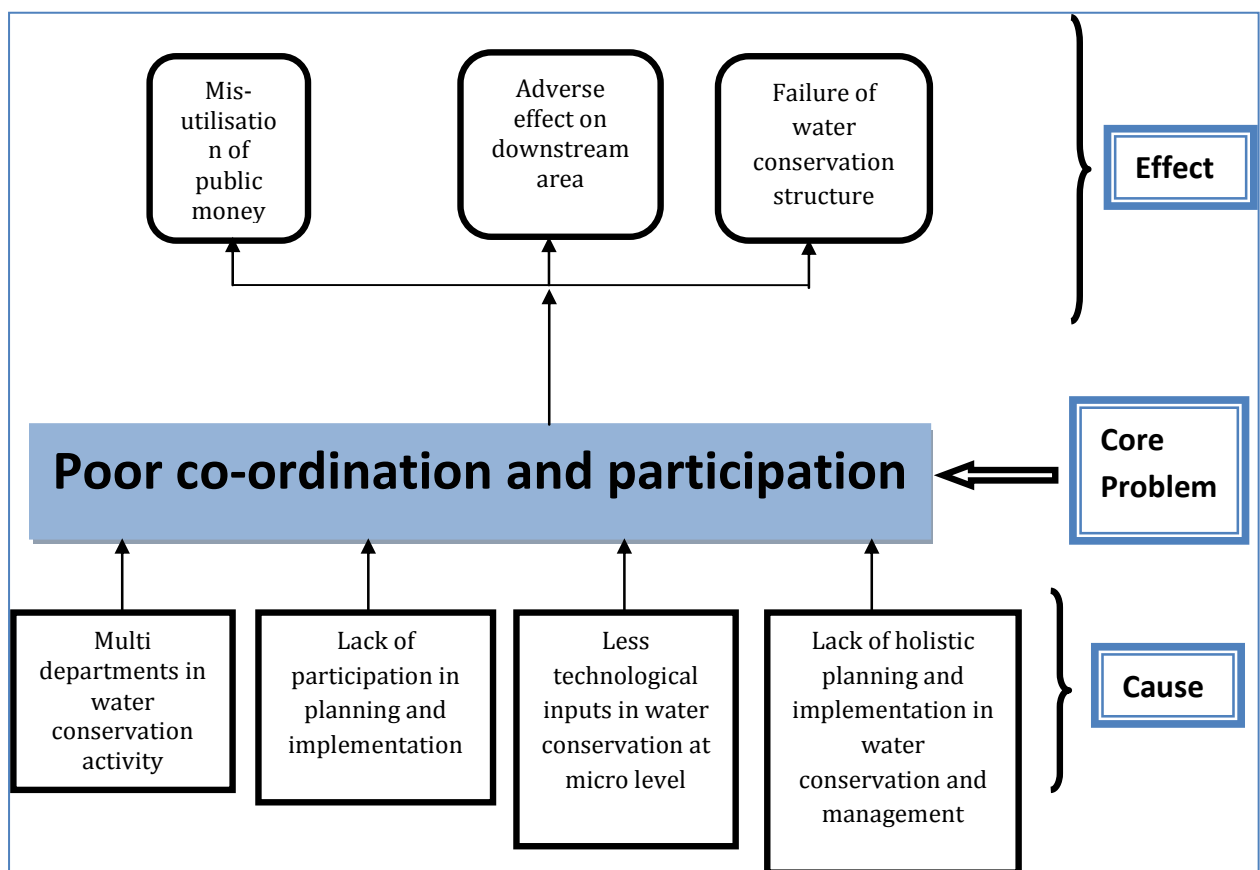 Mis-
utilisatio
n of
public
money
Adverse
effect on
downstream
area
Failure of
water
conservation
structure
Effect
Poor co-ordination and participation
Core
Problem
Multi
departments in
water
conservation
activity
Lack of
participation in
planning and
implementation
Less
technological
inputs in water
conservation at
micro level
Lack of holistic
planning and
implementation in
water
conservation and
management
Cause